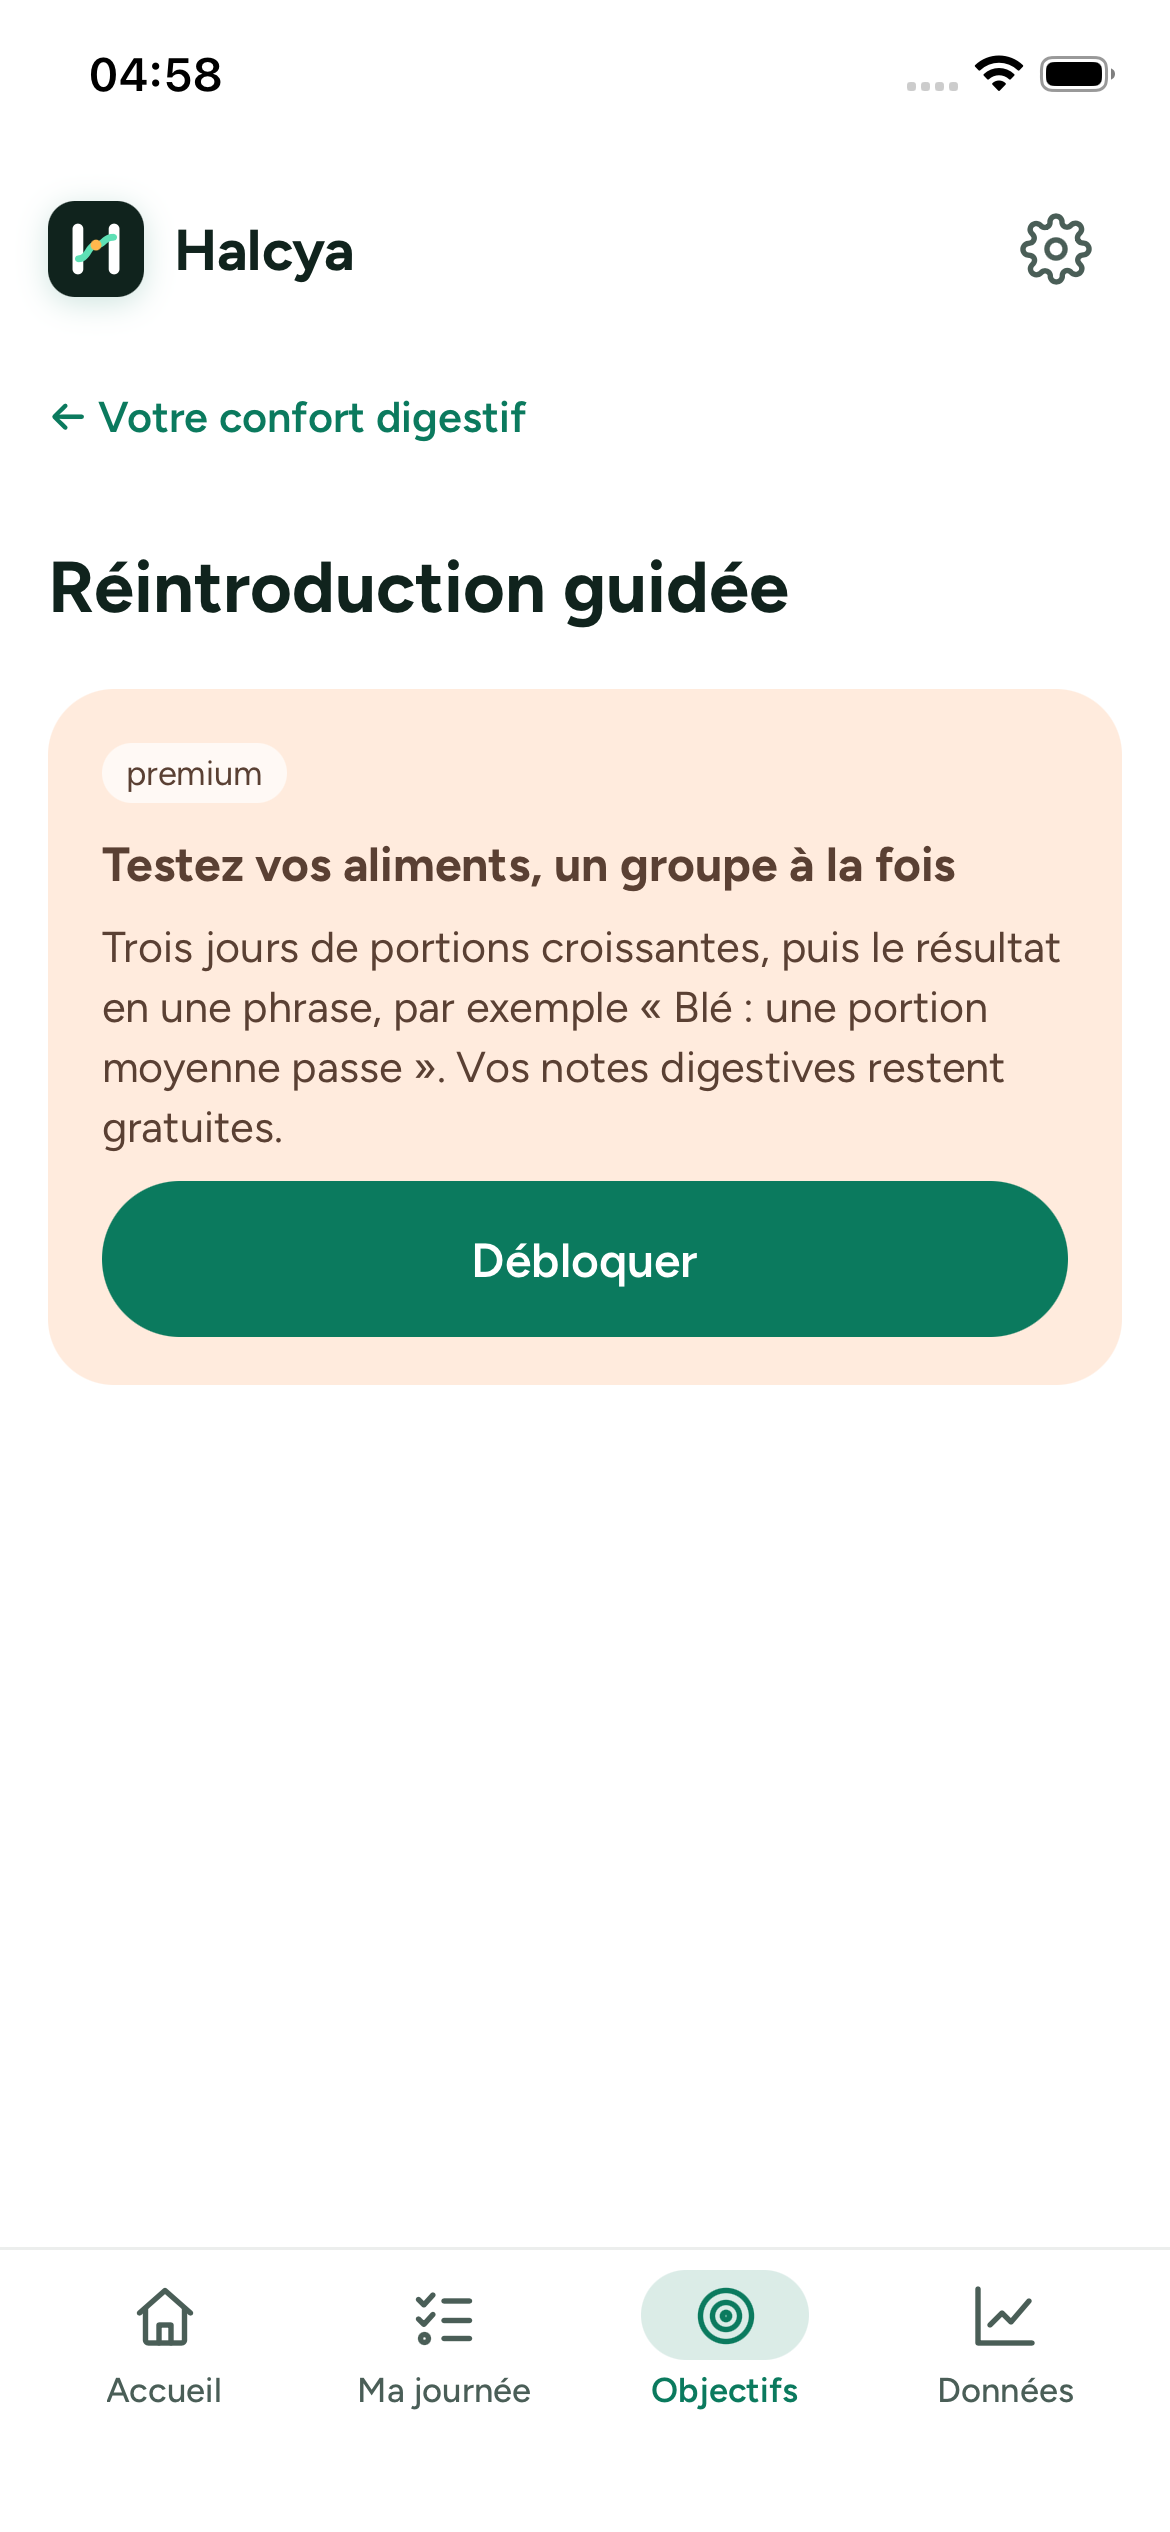 04:58
Halcya
← Votre confort digestif
Réintroduction guidée
premium
Testez vos aliments, un groupe à la fois
Trois jours de portions croissantes, puis le résultat
en une phrase, par exemple « Blé : une portion
moyenne passe ». Vos notes digestives restent
gratuites.
Débloquer
Accueil
Ma journée
Objectifs
Données